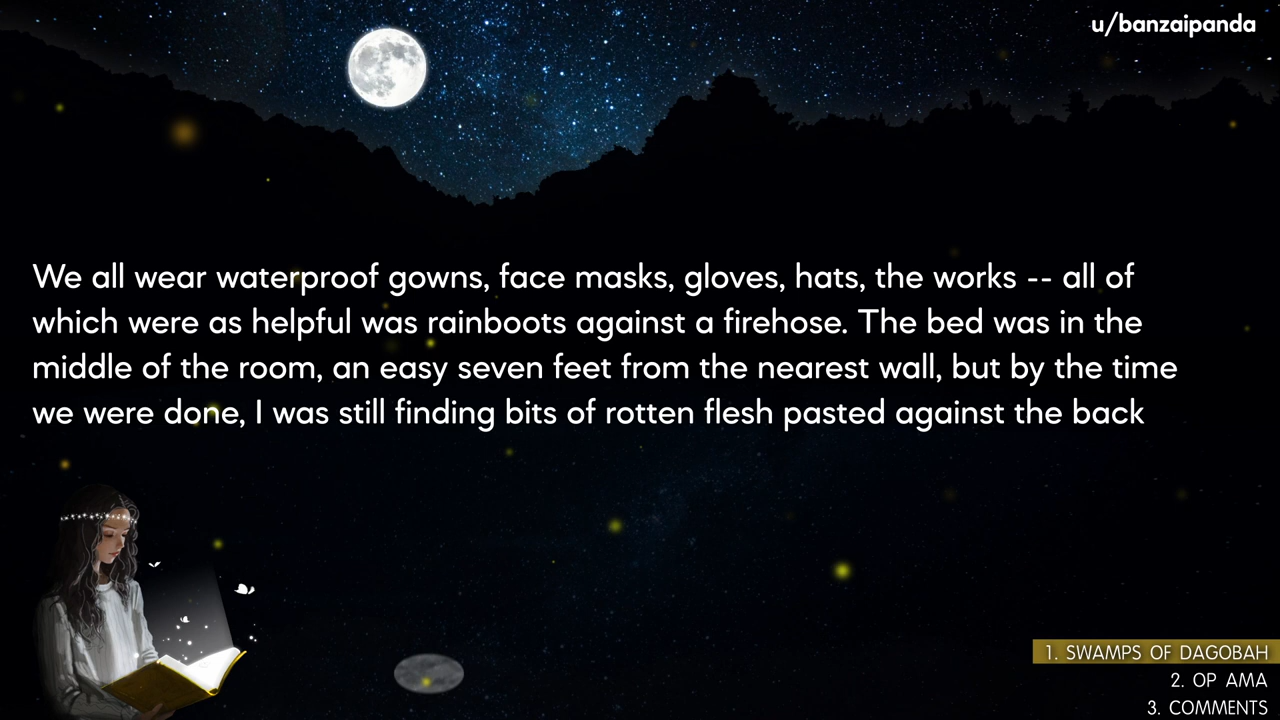 u/banzaipanda
We all wear waterproof gowns, face masks, gloves, hats, the works -- all of
which were as helpful was rainboots against a firehose. The bed was in the
middle of the room, an easy seven feet from the nearest wall, but by the time
we were done, I was still finding bits of rotten flesh pasted against the back
1. SWAMPS OF DAGOBAH
2. OP AMA
3. COMMENTS